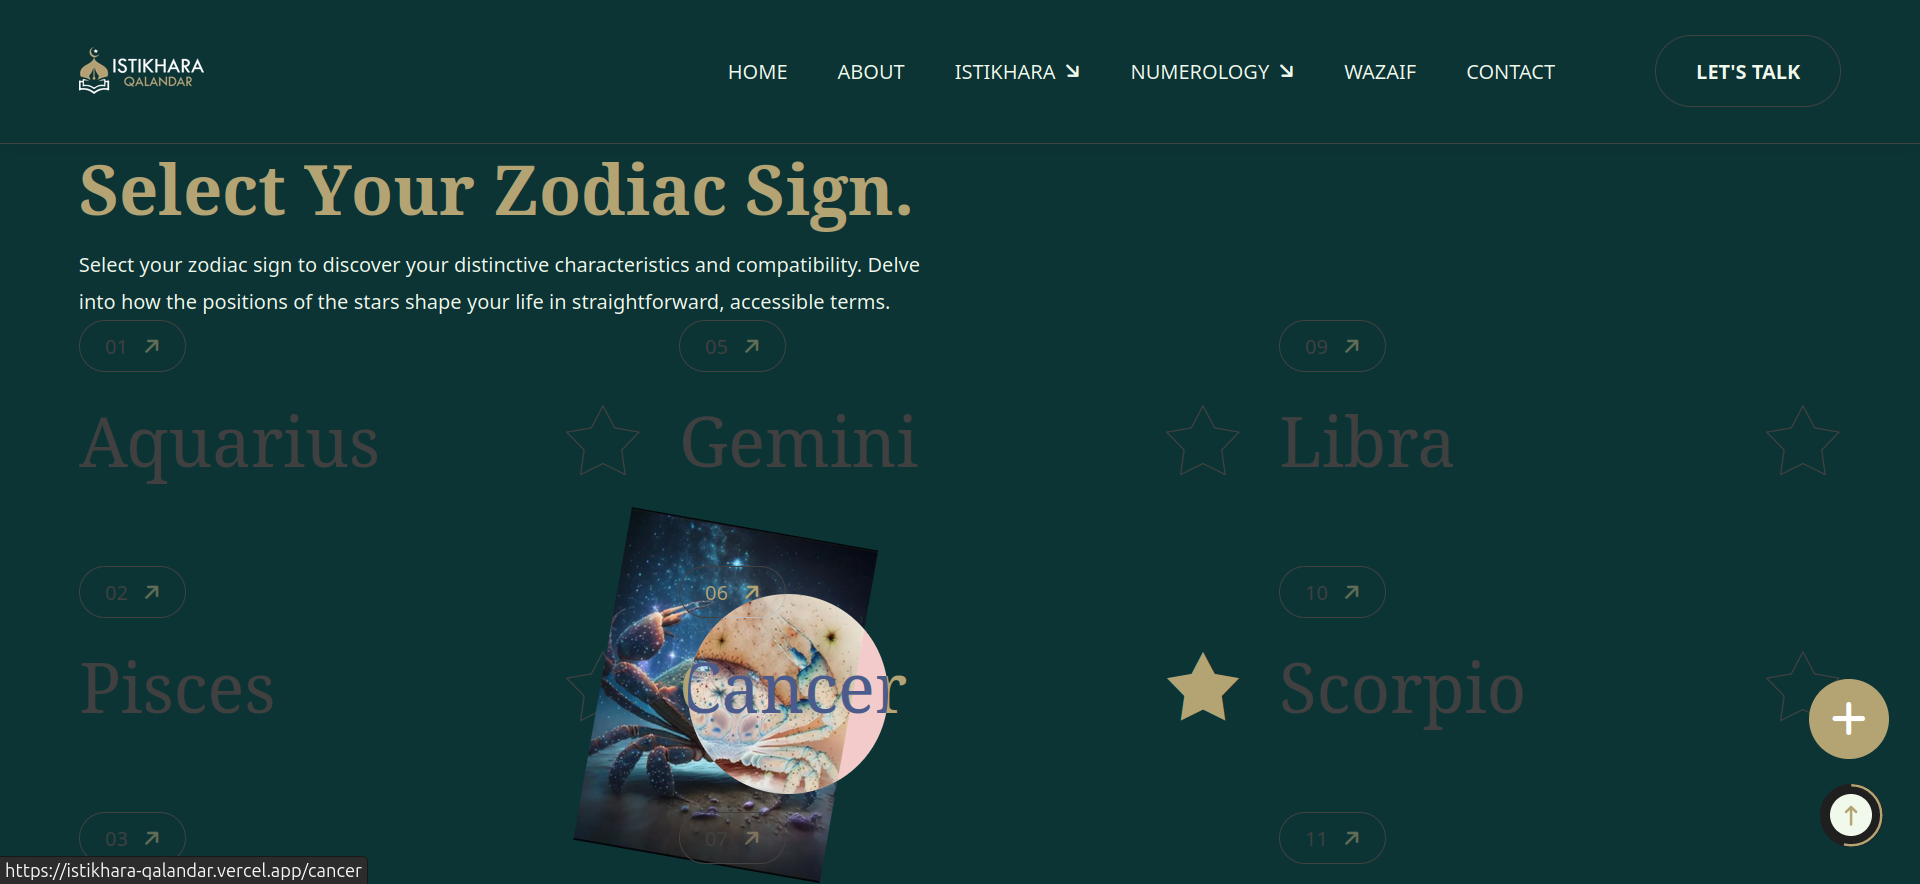 ISTIKHARA
QALANDAR
HOME ABOUT ISTIKHARA NUMEROLOGY WAZAIF CONTACT LET'S TALK
Select Your Zodiac Sign.
Select your zodiac sign to discover your distinctive characteristics and compatibility. Delve
into how the positions of the stars shape your life in straightforward, accessible terms.
01 05 09
Aquarius Gemini Libra
02 06 10
Pisces Cancer Scorpio
03 07 11
https://istikhara-qalandar.vercel.app/cancer